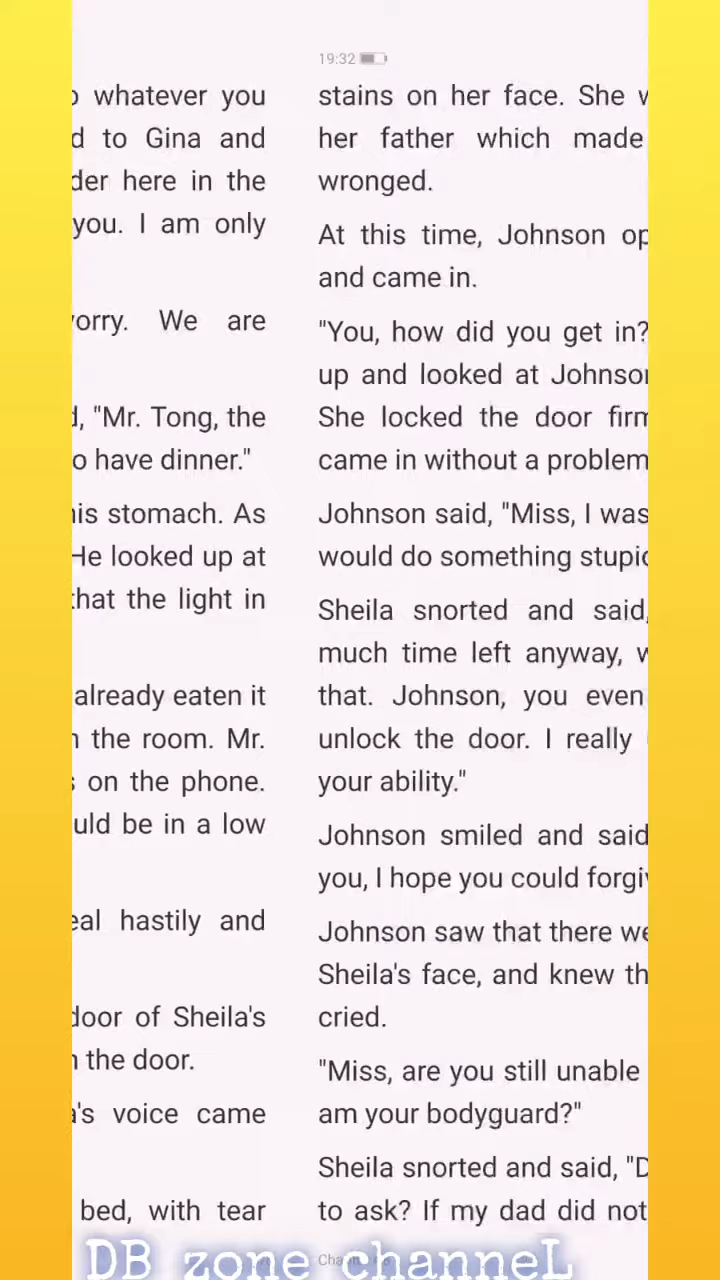 whatever you
to Gina and
here in the
you. I am only
We are
"Mr. Tong, the
have dinner."
stomach. As
He looked up at
that the light in
already eaten it
the room. Mr.
on the phone.
be in a low
hastily and
door of Sheila's
the door.
voice came
bed, with tear
19:32
stains on her face. She
her father which made
wronged.
At this time, Johnson op
and came in.
"You, how did you get in?
up and looked at Johnson
She locked the door firm
came in without a problem
Johnson said, "Miss, I was
would do something stupid
Sheila snorted and said,
much time left anyway, w
that. Johnson, you even
unlock the door. I really
your ability."
Johnson smiled and said
you, I hope you could forgiv
Johnson saw that there we
Sheila's face, and knew th
cried.
"Miss, are you still unable
am your bodyguard?"
Sheila snorted and said, "D
to ask? If my dad did not
DB zone channeL